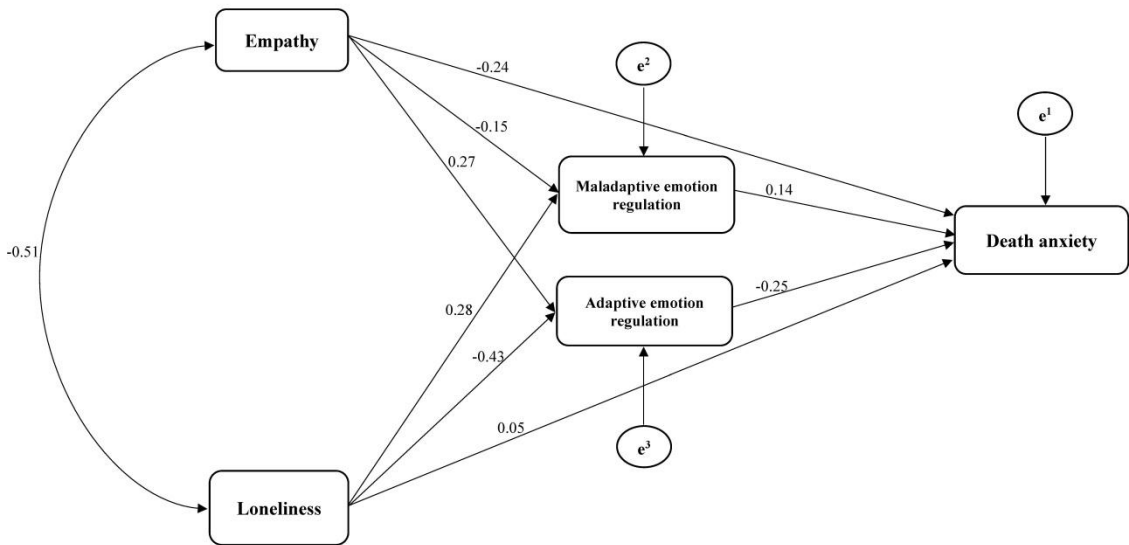 Empathy
e²
-0.24
e¹
-0.15
0.27
Maladaptive emotion
regulation
0.14
Death anxiety
-0.51
-0.25
Adaptive emotion
regulation
0.28
-0.43
0.05
e³
Loneliness